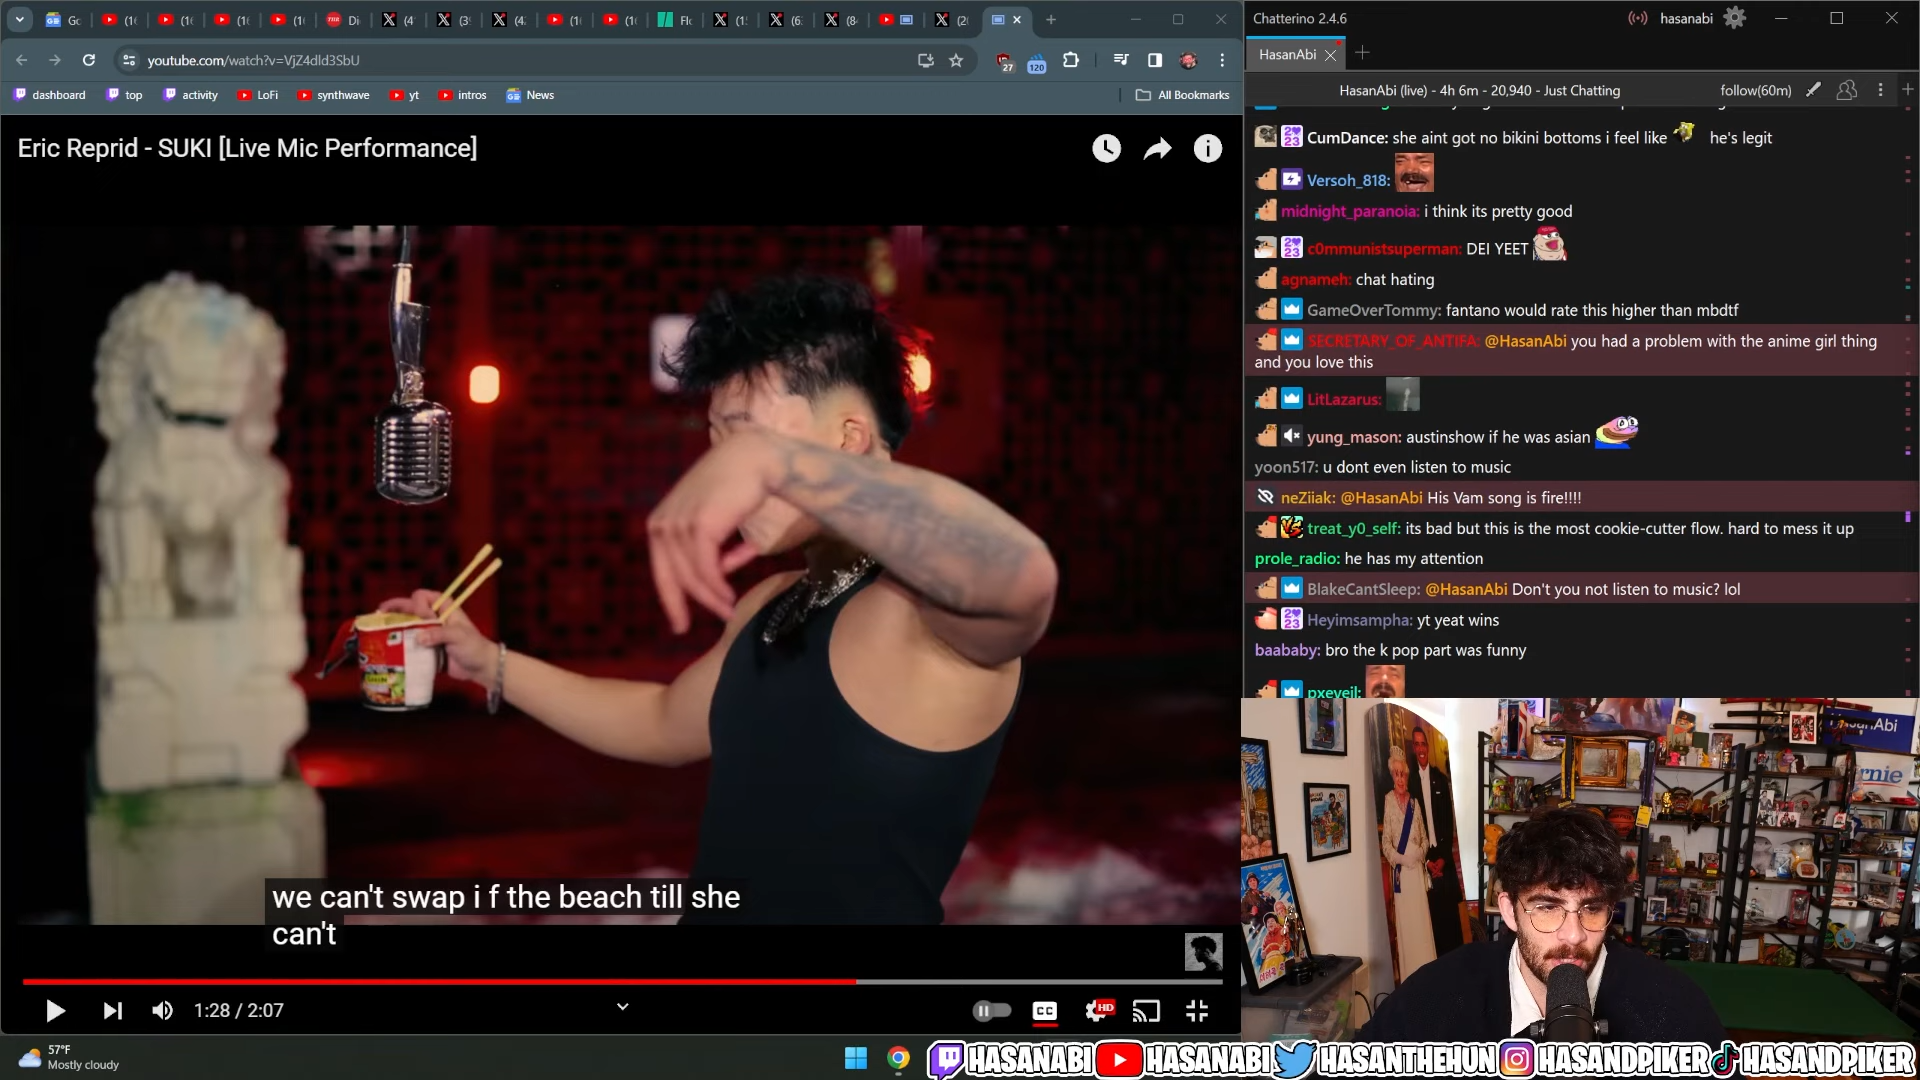 youtube.com/watch?v=VjZ4dId3SbU
27
120
dashboard
top
activity
LoFi
synthwave
yt
intros
News
All Bookmarks
Eric Reprid - SUKI [Live Mic Performance]
we can't swap i f the beach till she
can't
1:28 / 2:07
CC
HD
57°F
Mostly cloudy
Chatterino 2.4.6
hasanabi
HasanAbi
HasanAbi (live) - 4h 6m - 20,940 - Just Chatting
follow(60m)
CumDance: she aint got no bikini bottoms i feel like he's legit
Versoh_818:
midnight_paranoia: i think its pretty good
c0mmunistsuperman: DEI YEET
agnameh: chat hating
GameOverTommy: fantano would rate this higher than mbdtf
SECRETARY_OF_ANTIFA: @HasanAbi you had a problem with the anime girl thing
and you love this
LitLazarus:
yung_mason: austinshow if he was asian
yoon517: u dont even listen to music
neZiiak: @HasanAbi His Vam song is fire!!!!
treat_y0_self: its bad but this is the most cookie-cutter flow. hard to mess it up
prole_radio: he has my attention
BlakeCantSleep: @HasanAbi Don't you not listen to music? lol
Heyimsampha: yt yeat wins
baababy: bro the k pop part was funny
pxeveil:
HASANABI HASANABI HASANTHEHUN HASANDPIKER HASANDPIKER